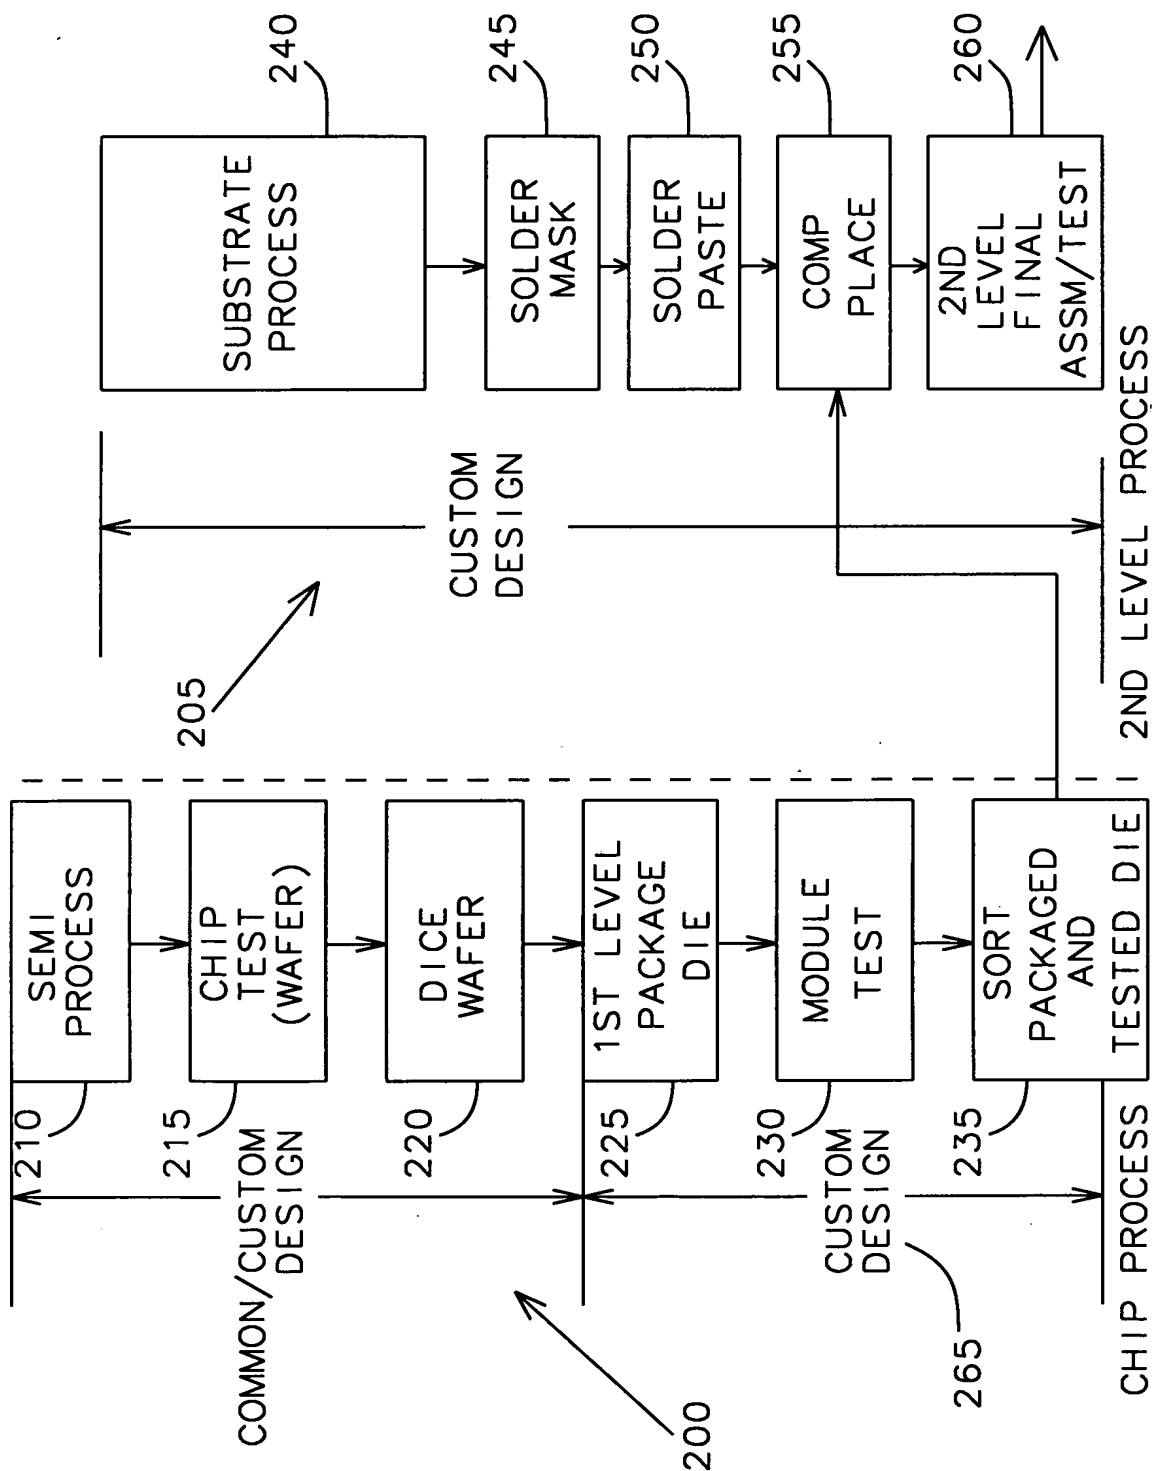 210
SEMI
PROCESS
215
CHIP
TEST
(WAFER)
220
DICE
WAFER
COMMON/CUSTOM
DESIGN
225
1ST LEVEL
PACKAGE
DIE
230
MODULE
TEST
235
SORT
PACKAGED
AND
TESTED DIE
CUSTOM
DESIGN
265
200
CHIP PROCESS
205
CUSTOM
DESIGN
SUBSTRATE
PROCESS
240
SOLDER
MASK
245
SOLDER
PASTE
250
COMP
PLACE
255
2ND
LEVEL
FINAL
ASSM/TEST
260
2ND LEVEL PROCESS